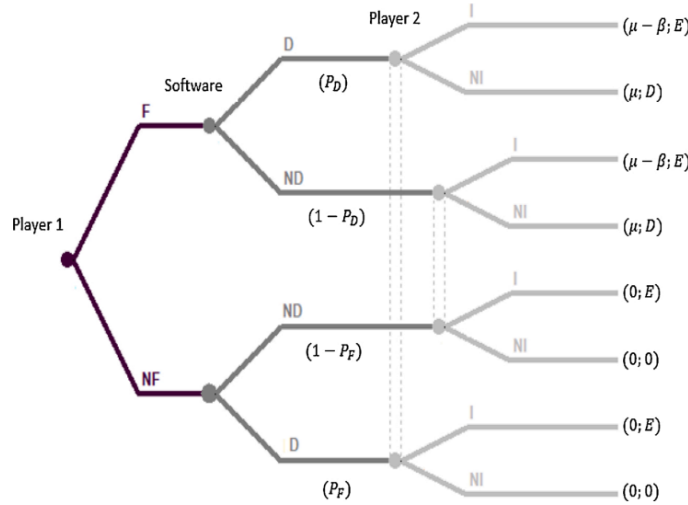 Player 2
I
(μ − β; E)
D
Software
(P_D)
NI
(μ; D)
F
I
(μ − β; E)
ND
Player 1
(1 − P_D)
NI
(μ; D)
I
(0; E)
ND
(1 − P_F)
NI
(0; 0)
NF
I
(0; E)
D
(P_F)
NI
(0; 0)